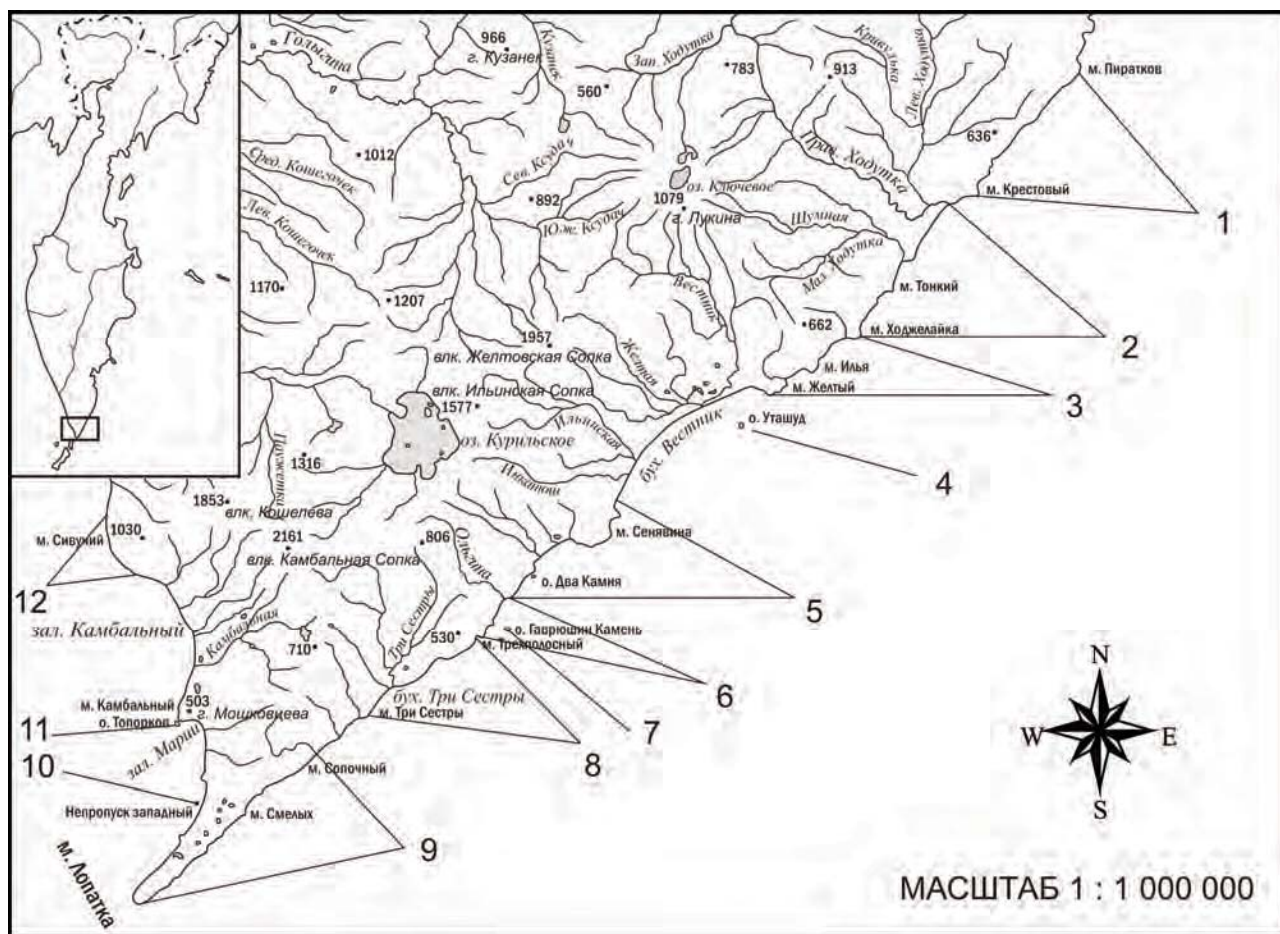 966
г. Кузанек
Голыгина
Кузанек
560
Зап. Ходутка
783
913
Кривулька
Лев. Ходутка
м. Пиратков
636
1012
Сред. Кошегочек
Сев. Ксудач
892
Прав. Ходутка
оз. Ключевое
1079
г. Лукина
м. Крестовый
1
Лев. Кошегочек
Юж. Ксудач
Шумная
Мал. Ходутка
1170
1207
Вестник
м. Тонкий
662
м. Ходжелайка
2
1957
влк. Желтовская Сопка
Желтая
м. Илья
м. Желтый
3
влк. Ильинская Сопка
1577
Ильинская
о. Уташуд
бух. Вестник
оз. Курильское
4
1316
1853
влк. Кошелева
м. Сенявина
м. Сивучий
1030
2161
806
влк. Камбальная Сопка
Ольгина
о. Два Камня
5
12
зал. Камбальный
Камбальная
Три Сестры
530
о. Гаврюшин Камень
м. Трехполосный
710
6
м. Камбальный
503
г. Мошковцева
бух. Три Сестры
м. Три Сестры
о. Топорков
7
11
8
зал. Марии
10
м. Сопочный
Непропуск западный
м. Смелых
9
м. Лопатка
N
W
E
S
МАСШТАБ 1 : 1 000 000